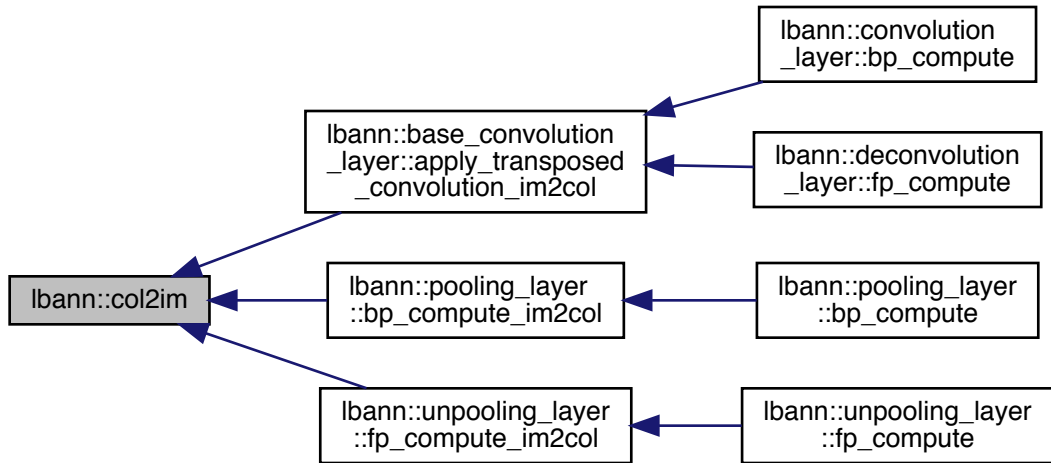 lbann::convolution
_layer::bp_compute
lbann::base_convolution
_layer::apply_transposed
_convolution_im2col
lbann::deconvolution
_layer::fp_compute
lbann::col2im
lbann::pooling_layer
::bp_compute_im2col
lbann::pooling_layer
::bp_compute
lbann::unpooling_layer
::fp_compute_im2col
lbann::unpooling_layer
::fp_compute